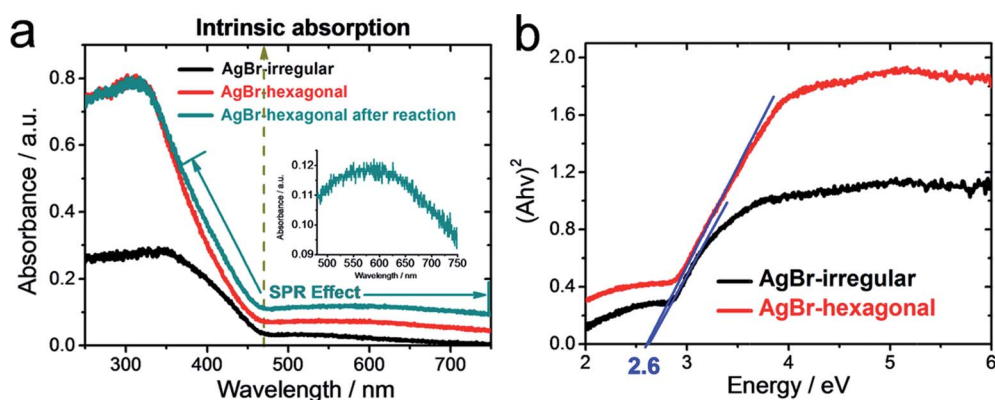 a
Intrinsic absorption
AgBr-irregular
AgBr-hexagonal
AgBr-hexagonal after reaction
SPR Effect
Absorbance / a.u.
0.8
0.6
0.4
0.2
0.0
300 400 500 600 700
Wavelength / nm
Absorbance / a.u.
0.12
0.11
0.10
0.09
500 550 600 650 700 750
Wavelength / nm
b
(Ahv)²
2.0
1.6
1.2
0.8
0.4
0.0
AgBr-irregular
AgBr-hexagonal
2 3 4 5 6
2.6
Energy / eV